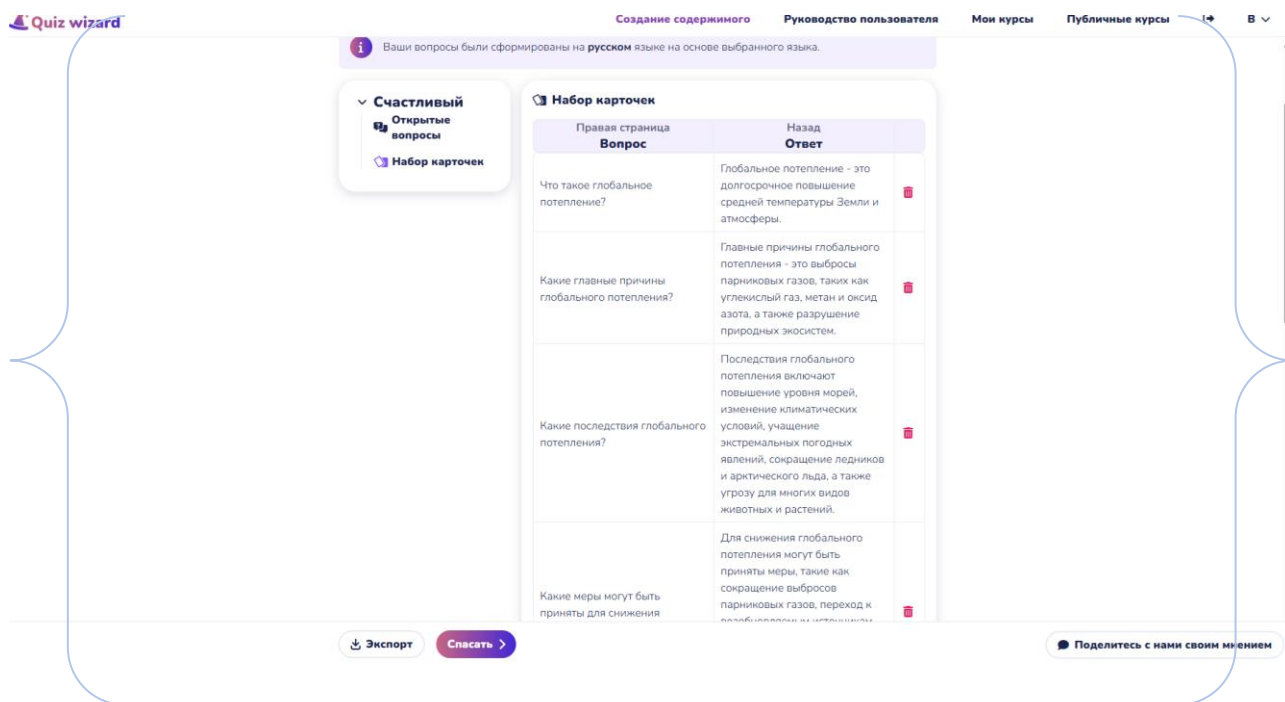 Quiz wizard
Создание содержимого
Руководство пользователя
Мои курсы
Публичные курсы
B
Ваши вопросы были сформированы на русском языке на основе выбранного языка.
Счастливый
Открытые
вопросы
Набор карточек
Набор карточек
Правая страница
Вопрос
Назад
Ответ
Что такое глобальное
потепление?
Глобальное потепление - это
долгосрочное повышение
средней температуры Земли и
атмосферы.
Какие главные причины
глобального потепления?
Главные причины глобального
потепления - это выбросы
парниковых газов, таких как
углекислый газ, метан и оксид
азота, а также разрушение
природных экосистем.
Какие последствия глобального
потепления?
Последствия глобального
потепления включают
повышение уровня морей,
изменение климатических
условий, учащение
экстремальных погодных
явлений, сокращение ледников
и арктического льда, а также
угрозу для многих видов
животных и растений.
Какие меры могут быть
приняты для снижения
Для снижения глобального
потепления могут быть
приняты меры, такие как
сокращение выбросов
парниковых газов, переход к
возобновляемым источникам
Экспорт
Спасать
Поделитесь с нами своим мнением